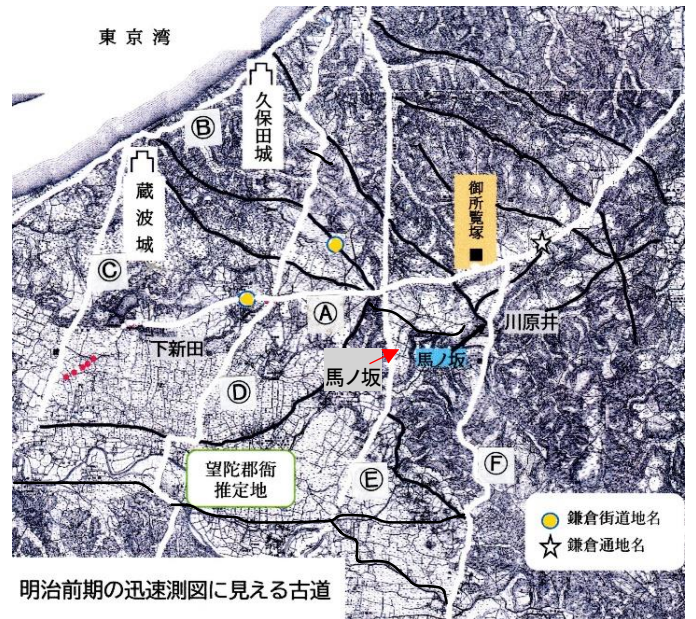 東京湾
久保田城
Ⓑ
蔵波城
御所覧塚
Ⓒ
Ⓐ
川原井
下新田
馬ノ坂
馬ノ坂
Ⓓ
望陀郡衙
推定地
Ⓔ
Ⓕ
鎌倉街道地名
鎌倉通地名
明治前期の迅速測図に見える古道